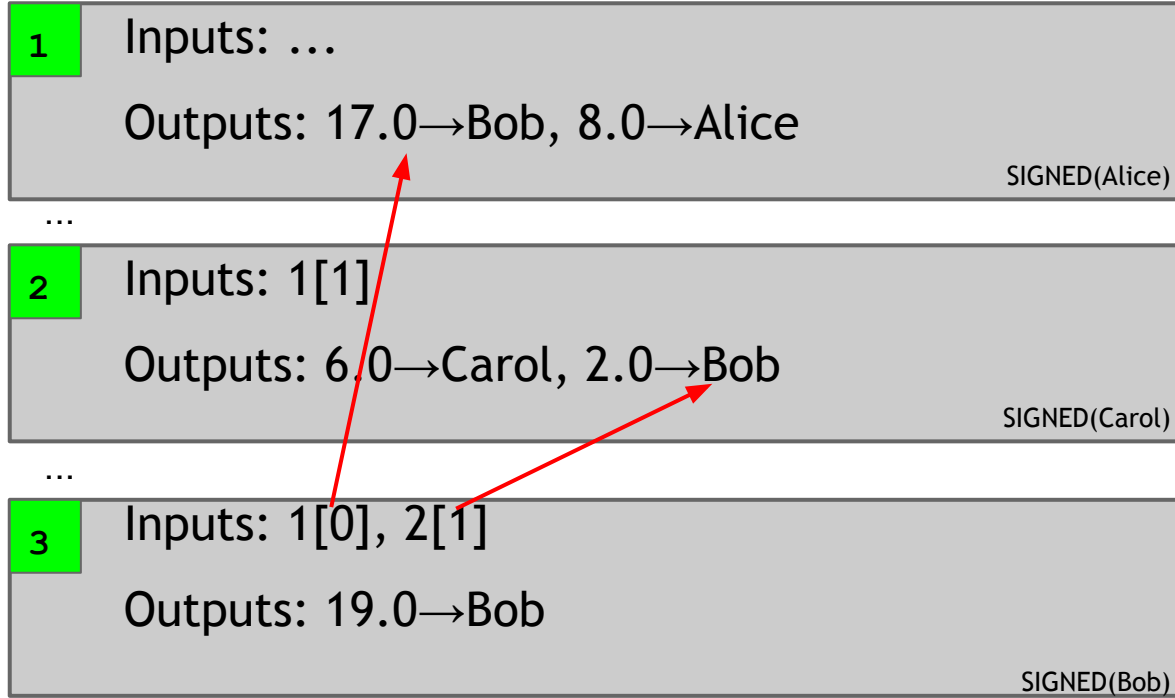 1
Inputs: ...
Outputs: 17.0→Bob, 8.0→Alice
SIGNED(Alice)
...
2
Inputs: 1[1]
Outputs: 6.0→Carol, 2.0→Bob
SIGNED(Carol)
...
3
Inputs: 1[0], 2[1]
Outputs: 19.0→Bob
SIGNED(Bob)